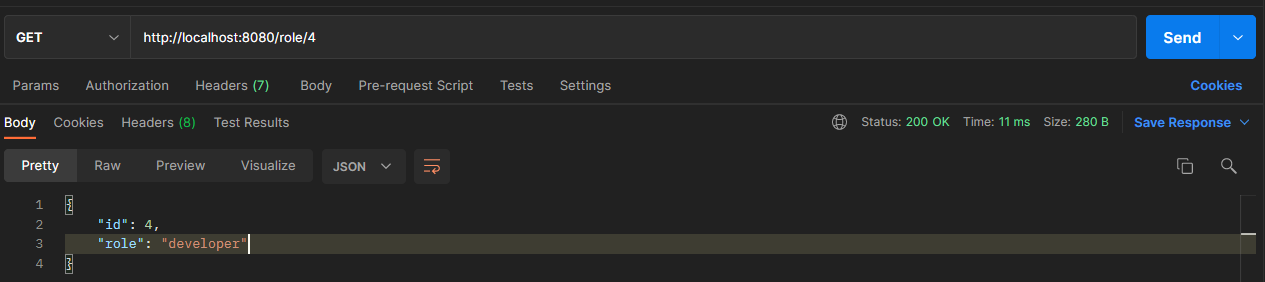 GET http://localhost:8080/role/4 Send
Params Authorization Headers (7) Body Pre-request Script Tests Settings Cookies
Body Cookies Headers (8) Test Results Status: 200 OK Time: 11 ms Size: 280 B Save Response
Pretty Raw Preview Visualize JSON
1 {
2 "id": 4,
3 "role": "developer"
4 }